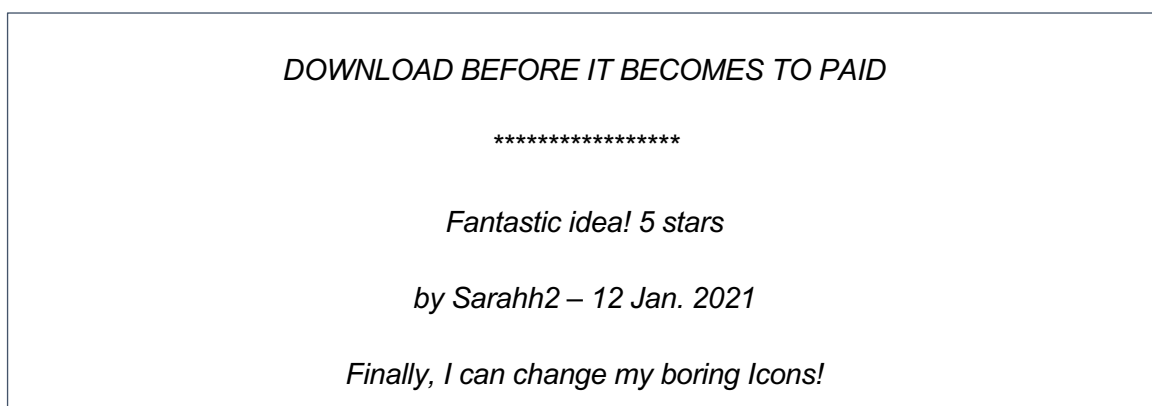 DOWNLOAD BEFORE IT BECOMES TO PAID
*****************
Fantastic idea! 5 stars
by Sarahh2 – 12 Jan. 2021
Finally, I can change my boring Icons!